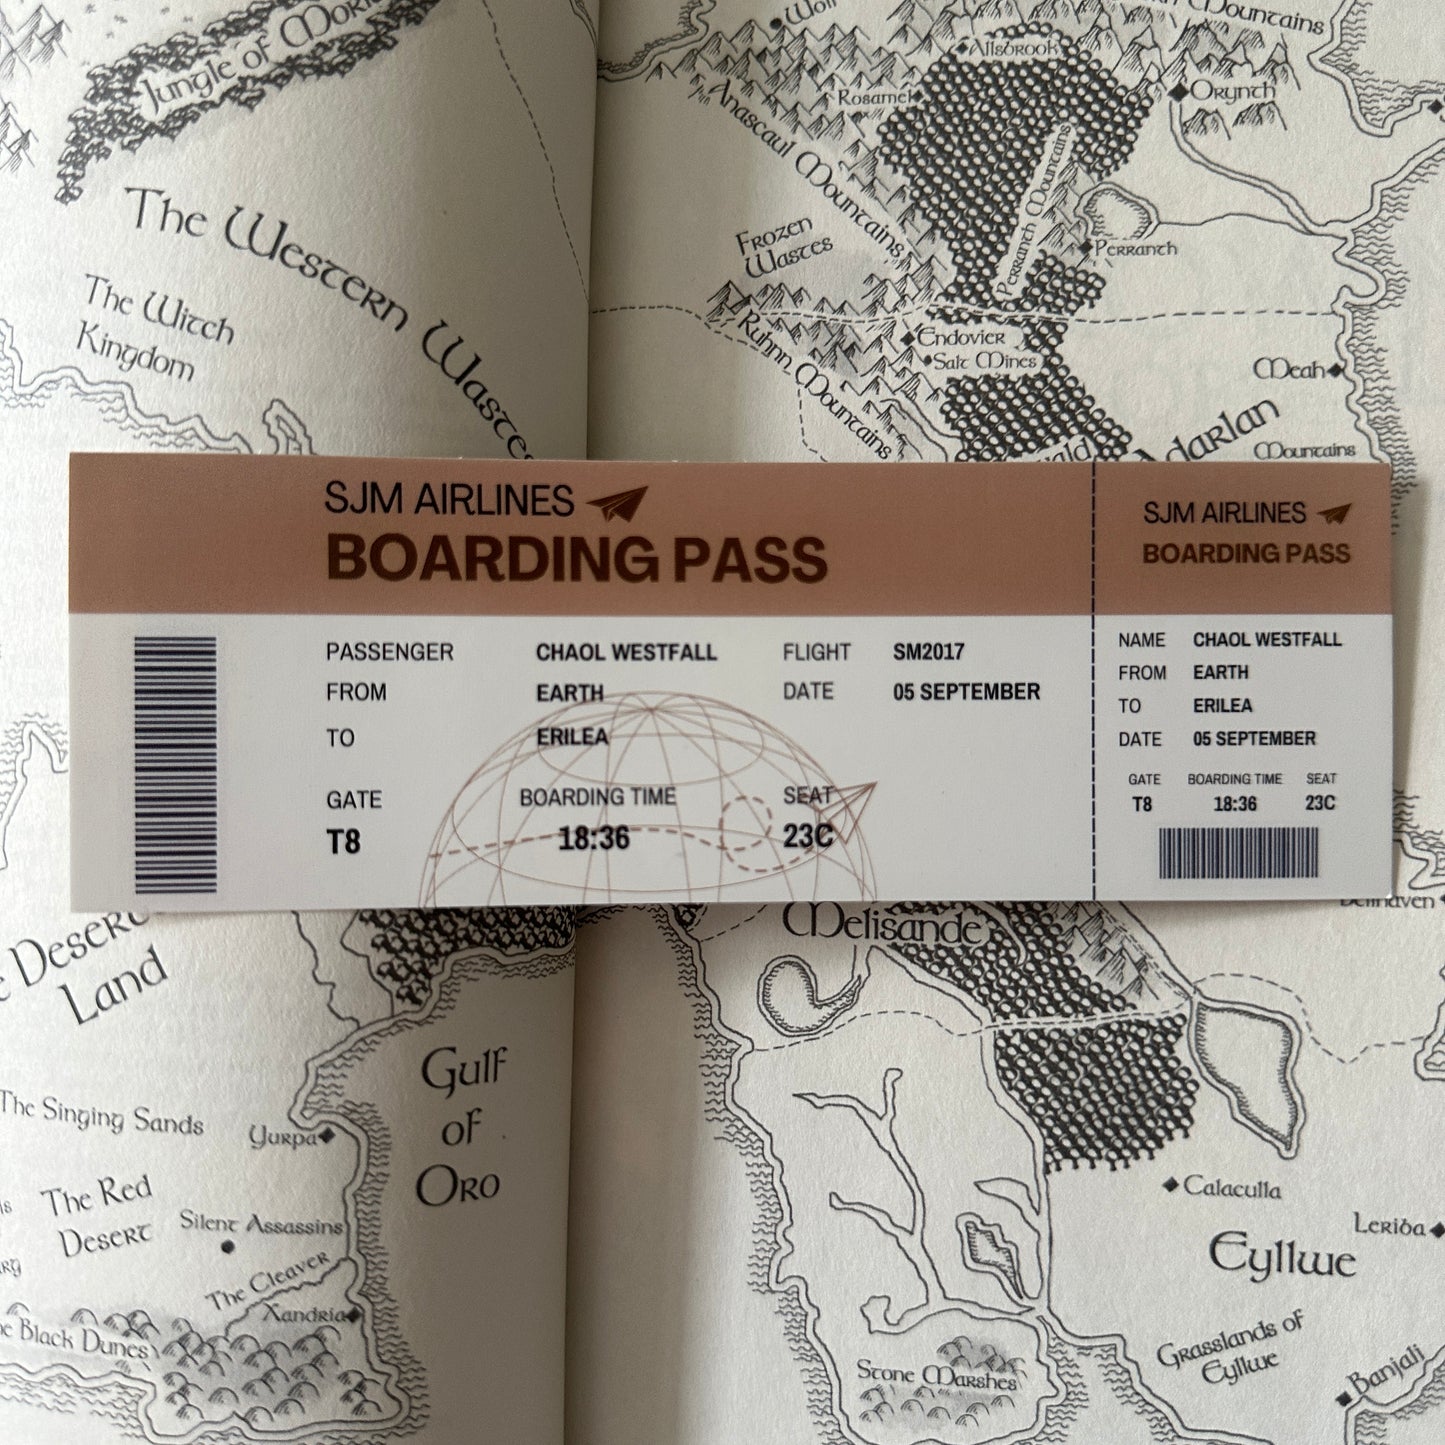 Jungle of
The Western Wastes
The Witch
Kingdom
Mountains
Allsbrook
Rosamel
Orynth
Anascaul Mountains
Perranth Mountains
Frozen
Wastes
Perranth
Endovier
Salt Mines
Ruhnn Mountains
Meah
Adarlan
Mountains
SJM AIRLINES
BOARDING PASS
PASSENGER CHAOL WESTFALL FLIGHT SM2017
FROM EARTH DATE 05 SEPTEMBER
TO ERILEA
GATE BOARDING TIME SEAT
T8 18:36 23C
SJM AIRLINES
BOARDING PASS
NAME CHAOL WESTFALL
FROM EARTH
TO ERILEA
DATE 05 SEPTEMBER
GATE BOARDING TIME SEAT
T8 18:36 23C
Melisande
Desert
Land
Gulf
of
Oro
The Singing Sands
Yurpa
The Red
Desert
Silent Assassins
The Cleaver
Xandria
Black Dunes
Calaculla
Leriba
Eyllwe
Grasslands of
Eyllwe
Banjali
Stone Marshes